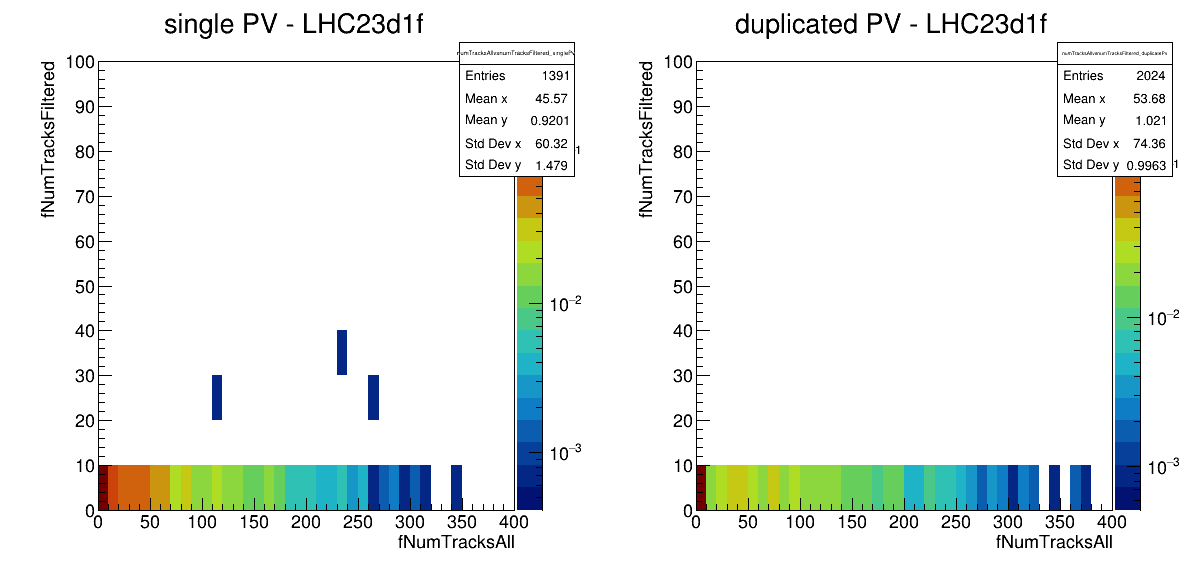 single PV - LHC23d1f
numTracksAllvsnumTracksFiltered_singlePv
Entries 1391
Mean x 45.57
Mean y 0.9201
Std Dev x 60.32
Std Dev y 1.479
fNumTracksFiltered
100
90
80
70
60
50
40
30
20
10
0
0 50 100 150 200 250 300 350 400
fNumTracksAll
1
10−2
10−3
duplicated PV - LHC23d1f
numTracksAllvsnumTracksFiltered_duplicatePv
Entries 2024
Mean x 53.68
Mean y 1.021
Std Dev x 74.36
Std Dev y 0.9963
fNumTracksFiltered
100
90
80
70
60
50
40
30
20
10
0
0 50 100 150 200 250 300 350 400
fNumTracksAll
1
10−2
10−3